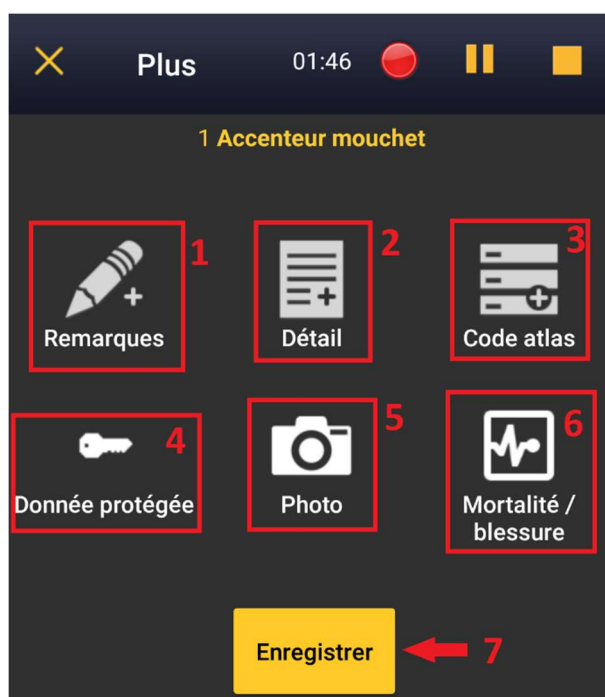 Plus 01:46
1 Accenteur mouchet
1 2 3
Remarques Détail Code atlas
4 5 6
Donnée protégée Photo Mortalité /
blessure
Enregistrer 7